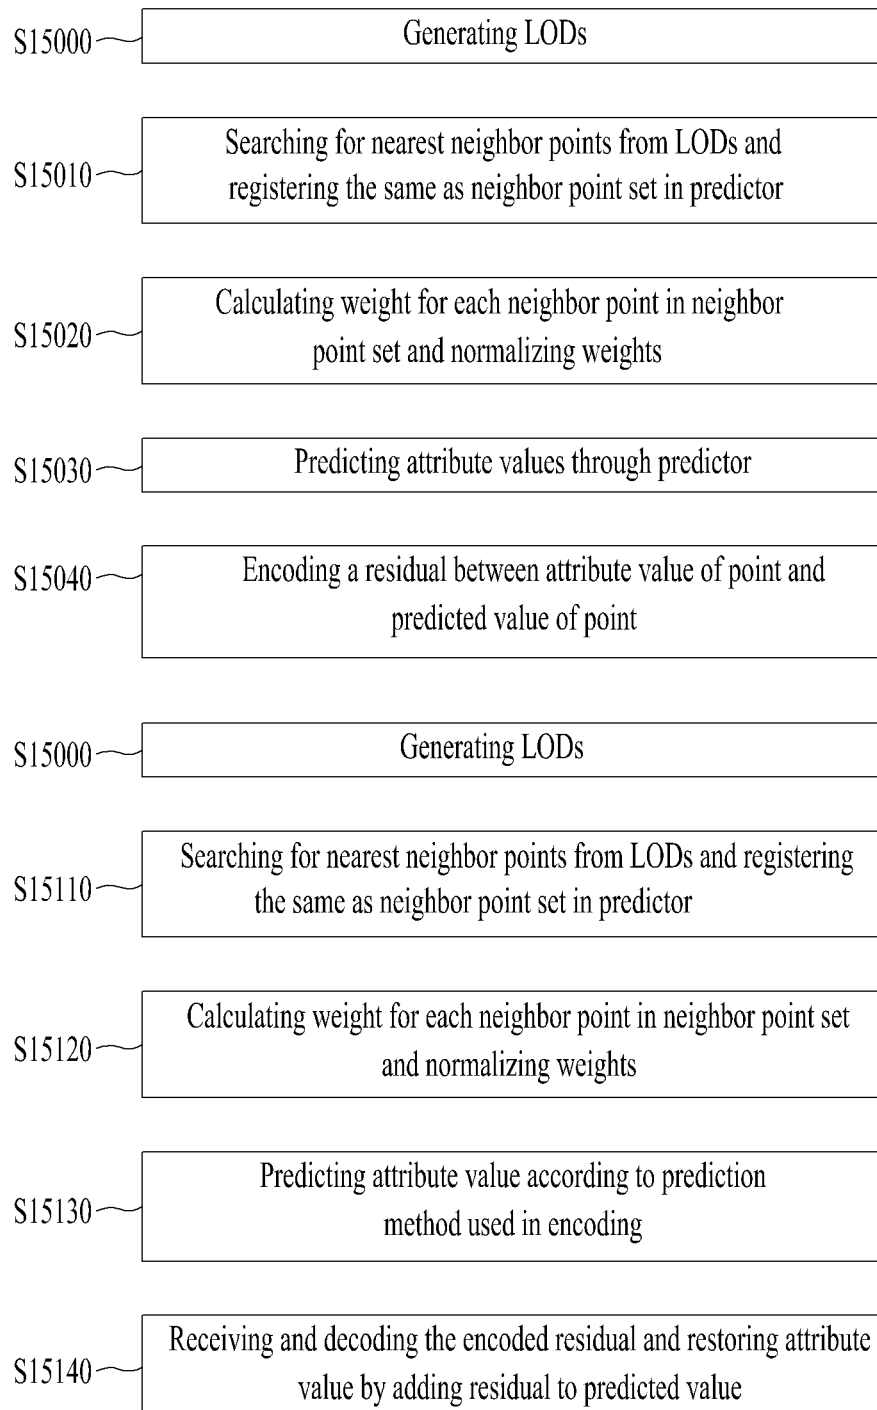 S15000
Generating LODs
S15010
Searching for nearest neighbor points from LODs and
registering the same as neighbor point set in predictor
S15020
Calculating weight for each neighbor point in neighbor
point set and normalizing weights
S15030
Predicting attribute values through predictor
S15040
Encoding a residual between attribute value of point and
predicted value of point
S15000
Generating LODs
S15110
Searching for nearest neighbor points from LODs and registering
the same as neighbor point set in predictor
S15120
Calculating weight for each neighbor point in neighbor point set
and normalizing weights
S15130
Predicting attribute value according to prediction
method used in encoding
S15140
Receiving and decoding the encoded residual and restoring attribute
value by adding residual to predicted value